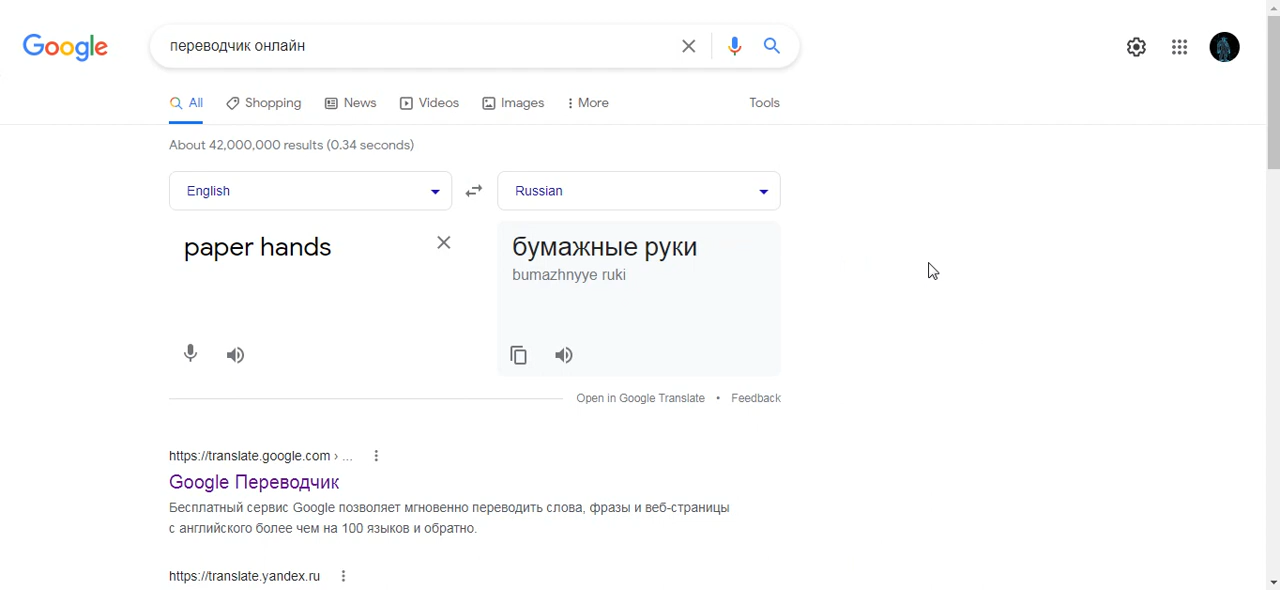 Google
переводчик онлайн
All Shopping News Videos Images More Tools
About 42,000,000 results (0.34 seconds)
English Russian
paper hands
бумажные руки
bumazhnyye ruki
Open in Google Translate • Feedback
https://translate.google.com › ...
Google Переводчик
Бесплатный сервис Google позволяет мгновенно переводить слова, фразы и веб-страницы
с английского более чем на 100 языков и обратно.
https://translate.yandex.ru